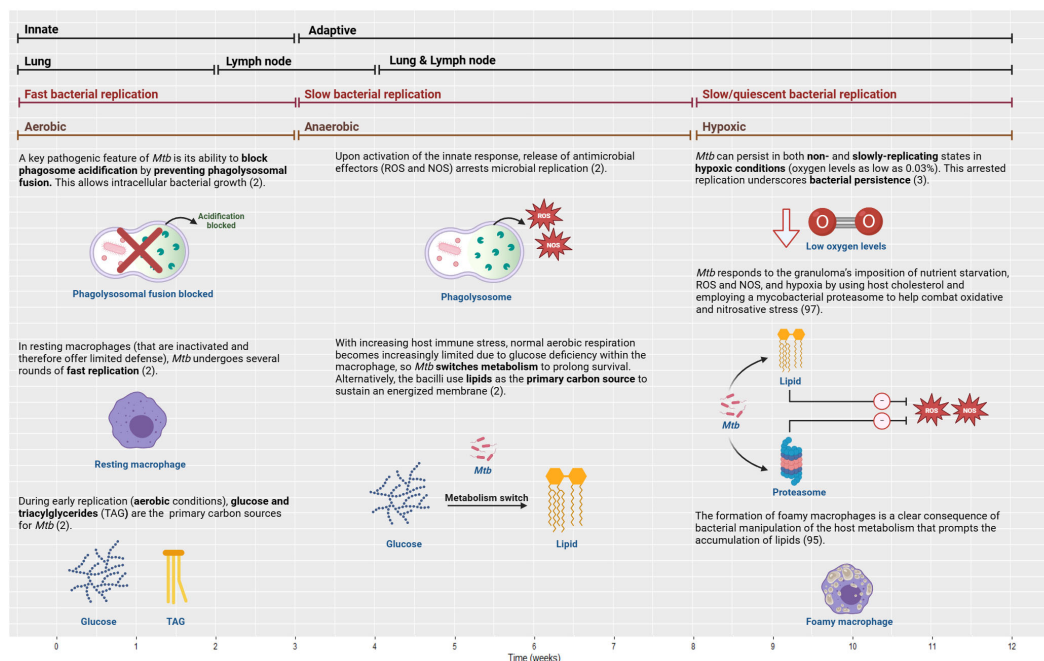 Innate
Adaptive
Lung
Lymph node
Lung & Lymph node
Fast bacterial replication
Slow bacterial replication
Slow/quiescent bacterial replication
Aerobic
Anaerobic
Hypoxic
A key pathogenic feature of Mtb is its ability to block
phagosome acidification by preventing phagolysosomal
fusion. This allows intracellular bacterial growth (2).
Acidification
blocked
Phagolysosomal fusion blocked
In resting macrophages (that are inactivated and
therefore offer limited defense), Mtb undergoes several
rounds of fast replication (2).
Resting macrophage
During early replication (aerobic conditions), glucose and
triacylglycerides (TAG) are the primary carbon sources
for Mtb (2).
Glucose
TAG
Upon activation of the innate response, release of antimicrobial
effectors (ROS and NOS) arrests microbial replication (2).
ROS
NOS
Phagolysosome
With increasing host immune stress, normal aerobic respiration
becomes increasingly limited due to glucose deficiency within the
macrophage, so Mtb switches metabolism to prolong survival.
Alternatively, the bacilli use lipids as the primary carbon source to
sustain an energized membrane (2).
Mtb
Metabolism switch
Glucose
Lipid
Mtb can persist in both non- and slowly-replicating states in
hypoxic conditions (oxygen levels as low as 0.03%). This arrested
replication underscores bacterial persistence (3).
O O
Low oxygen levels
Mtb responds to the granuloma's imposition of nutrient starvation,
ROS and NOS, and hypoxia by using host cholesterol and
employing a mycobacterial proteasome to help combat oxidative
and nitrosative stress (97).
Lipid
Mtb
-
-
ROS
NOS
Proteasome
The formation of foamy macrophages is a clear consequence of
bacterial manipulation of the host metabolism that prompts the
accumulation of lipids (95).
Foamy macrophage
0 1 2 3 4 5 6 7 8 9 10 11 12
Time (weeks)